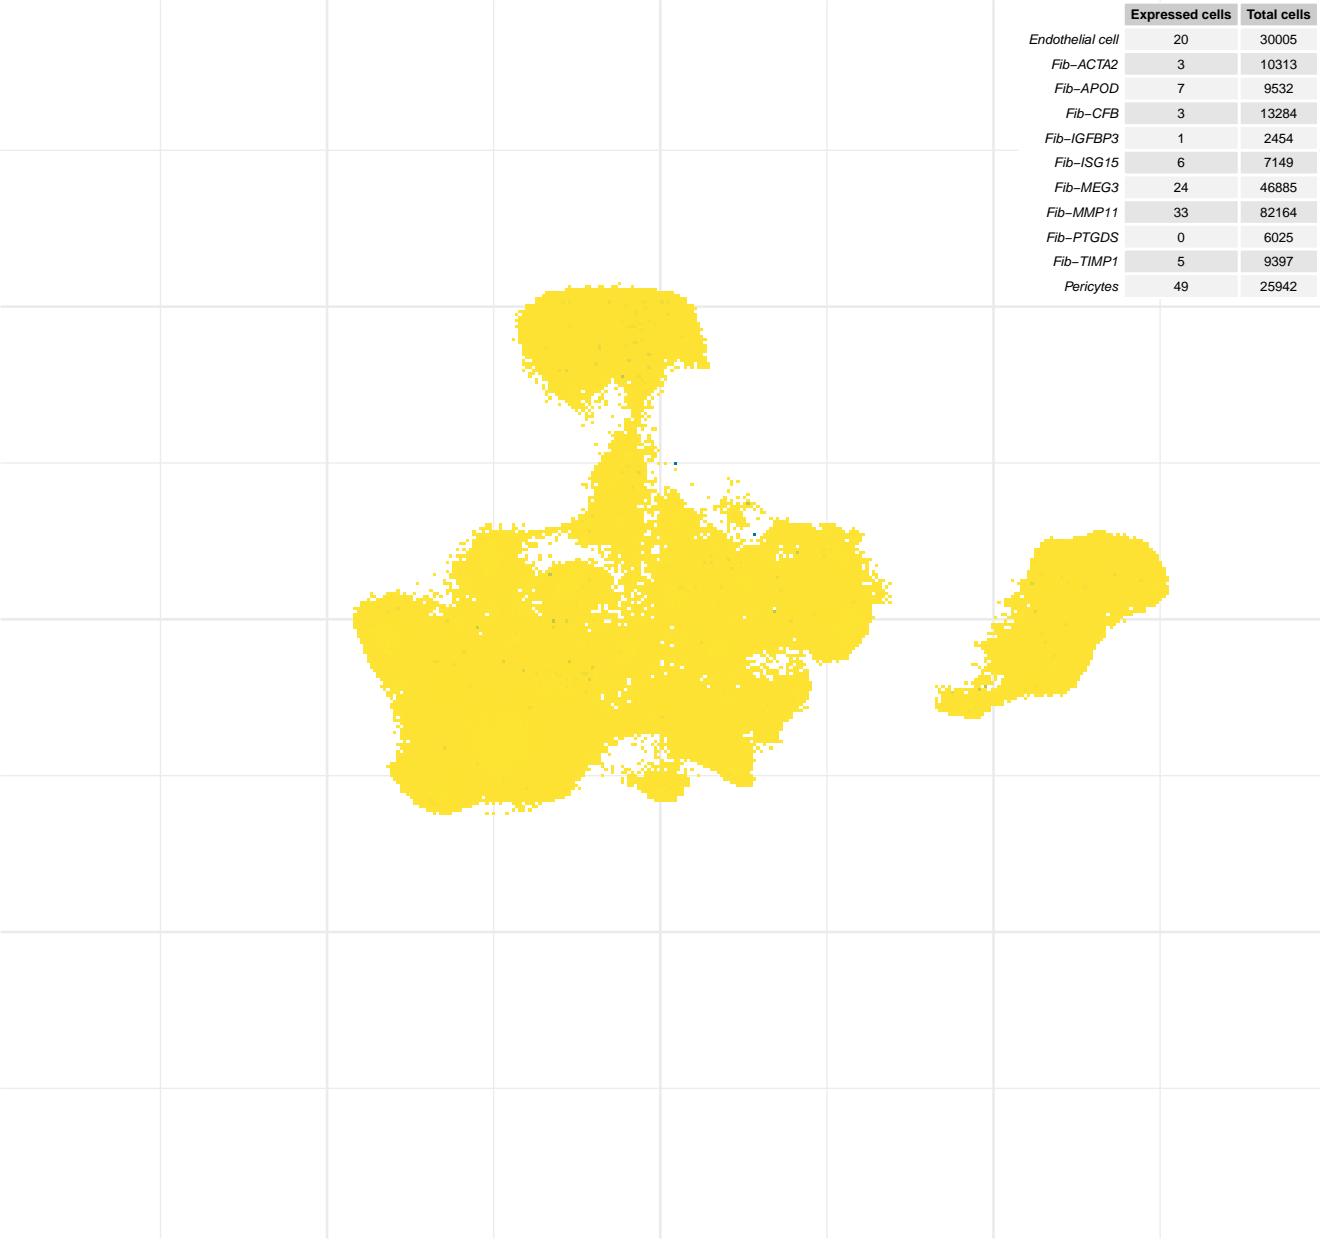 Expressed cells Total cells
Endothelial cell 20 30005
Fib−ACTA2 3 10313
Fib−APOD 7 9532
Fib−CFB 3 13284
Fib−IGFBP3 1 2454
Fib−ISG15 6 7149
Fib−MEG3 24 46885
Fib−MMP11 33 82164
Fib−PTGDS 0 6025
Fib−TIMP1 5 9397
Pericytes 49 25942